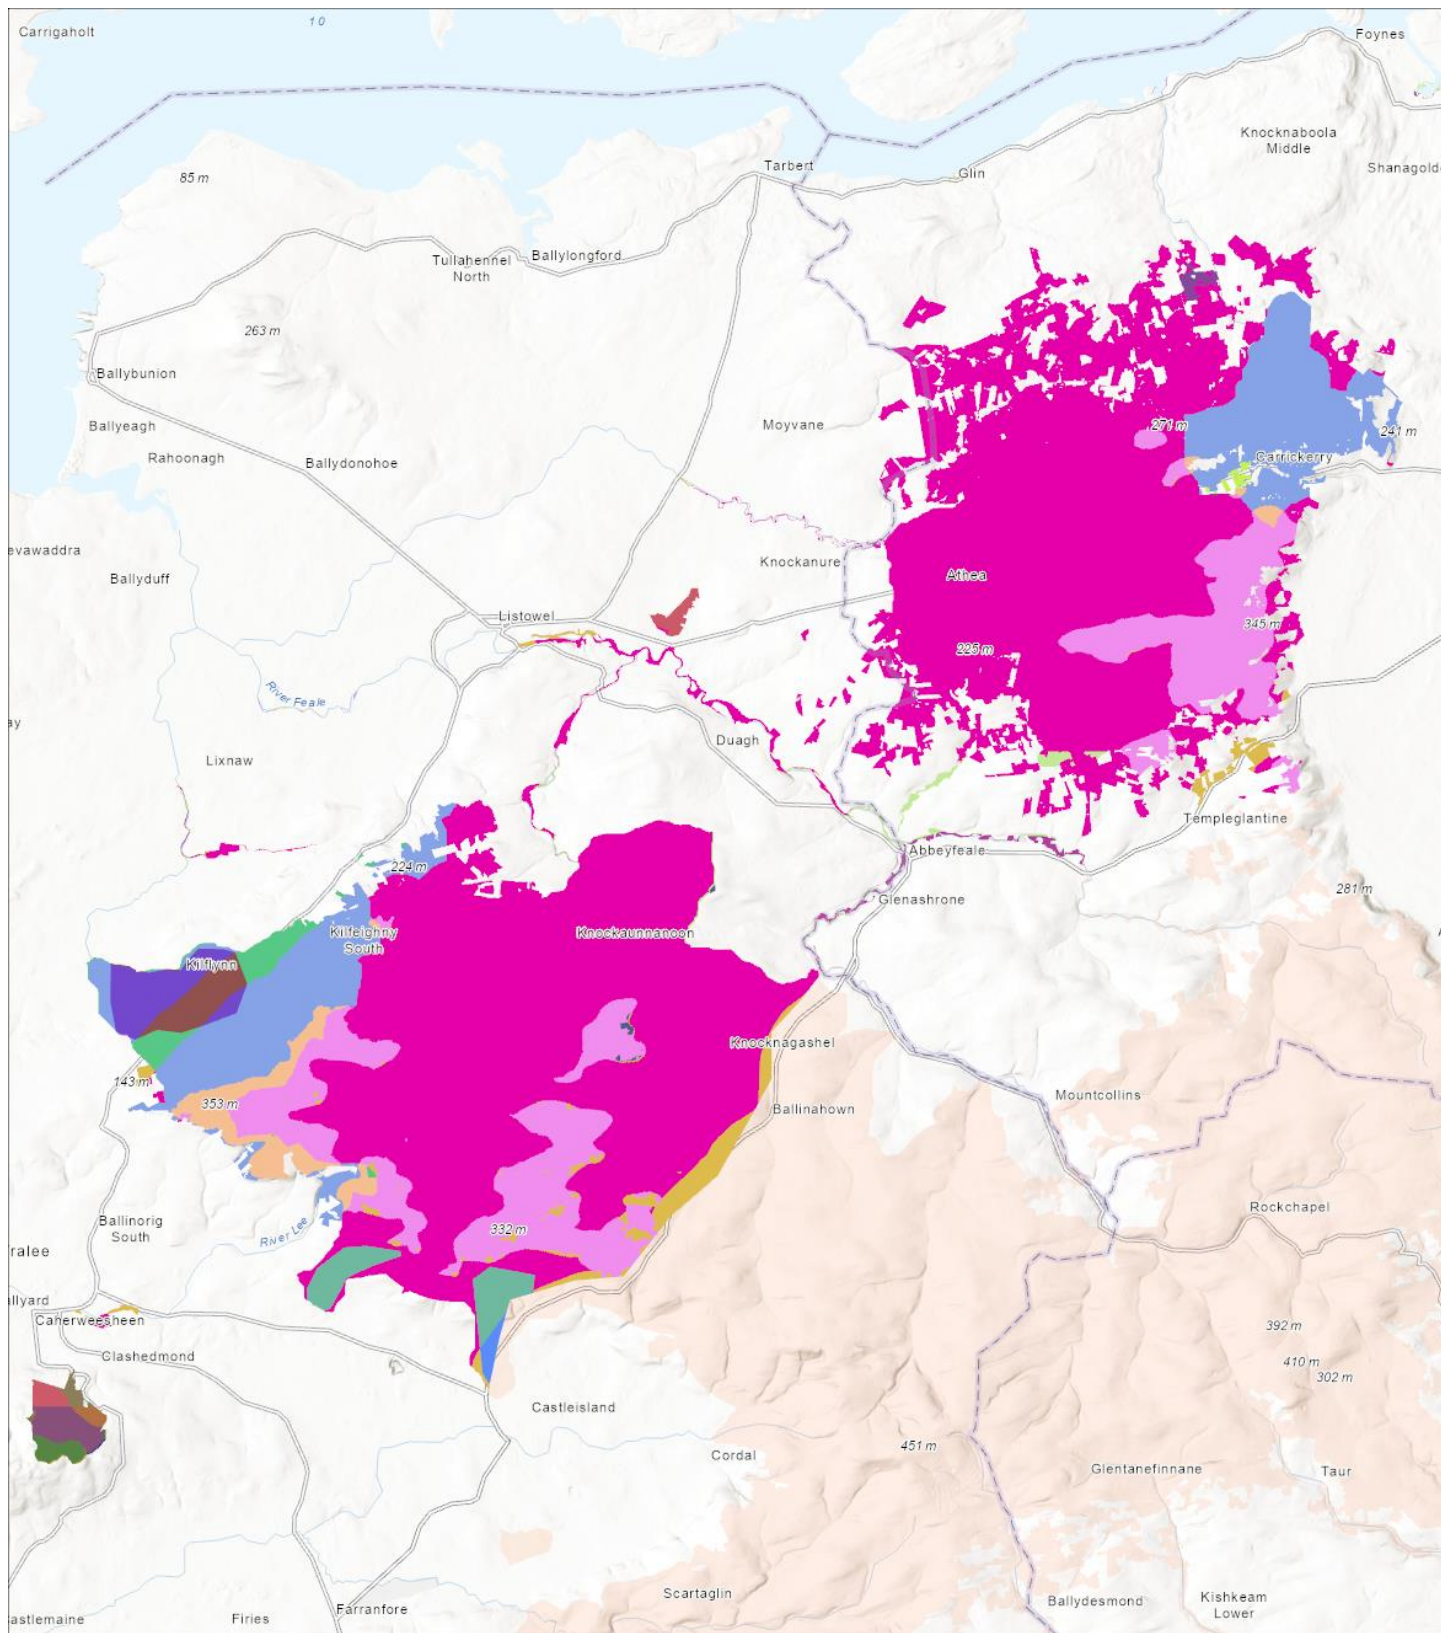 Carrigaholt
10
Foynes
Knocknaboola
Middle
Tarbert
Shanagolde
Glin
85 m
Tullahennel
North
Ballylongford
263 m
Ballybunion
Ballyeagh
Moyvane
271 m
241 m
Rahoonagh
Ballydonohoe
Carrickerry
evawaddra
Ballyduff
Knockanure
Athea
Listowel
345 m
225 m
River Feale
ay
Duagh
Lixnaw
Templeglantine
Abbeyfeale
224 m
281 m
Glenashrone
Kilfeighny
South
Knockaunnanoon
A
Kilflynn
Knocknagashel
143 m
353 m
Ballinahown
Mountcollins
Ballinorig
South
332 m
Rockchapel
River Lee
ralee
allyard
Caherweesheen
392 m
Clashedmond
410 m
302 m
Castleisland
451 m
Cordal
Glentanefinnane
Taur
Scartaglin
Ballydesmond
Kishkeam
Lower
astlemaine
Firies
Farranfore